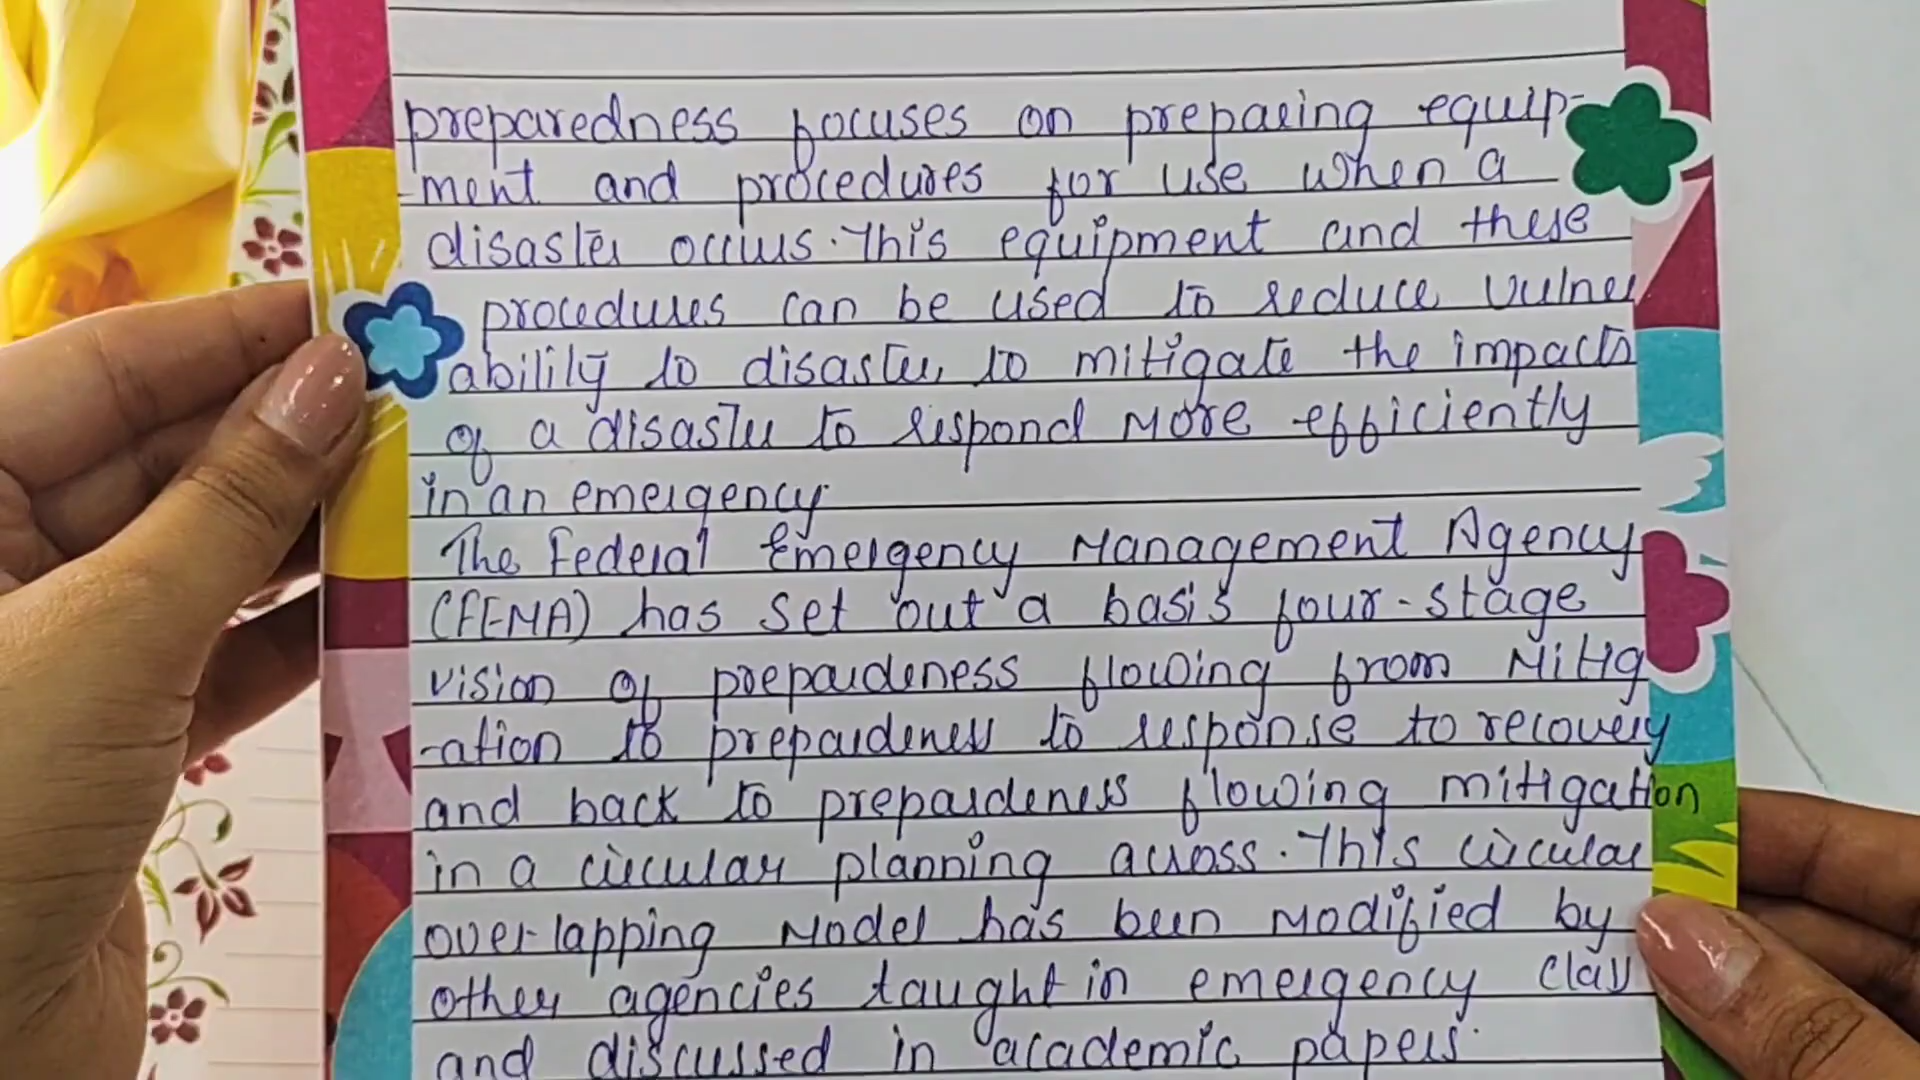 preparedness focuses on preparing equip-
-ment and procedures for use when a
disaster occurs. This equipment and these
procedures can be used to reduce vulner
ability to disaster, to mitigate the impacts
of a disaster to respond more efficiently
in an emergency.
The Federal Emergency Management Agency
(FEMA) has set out a basis four-stage
vision of prepardeness flowing from Mitig
-ation to prepardeness to response to recovery
and back to prepardeness flowing mitigation
in a circular planning across. This circular
over-lapping Model has been modified by
other agencies taught in emergency class
and discussed in academic papers.